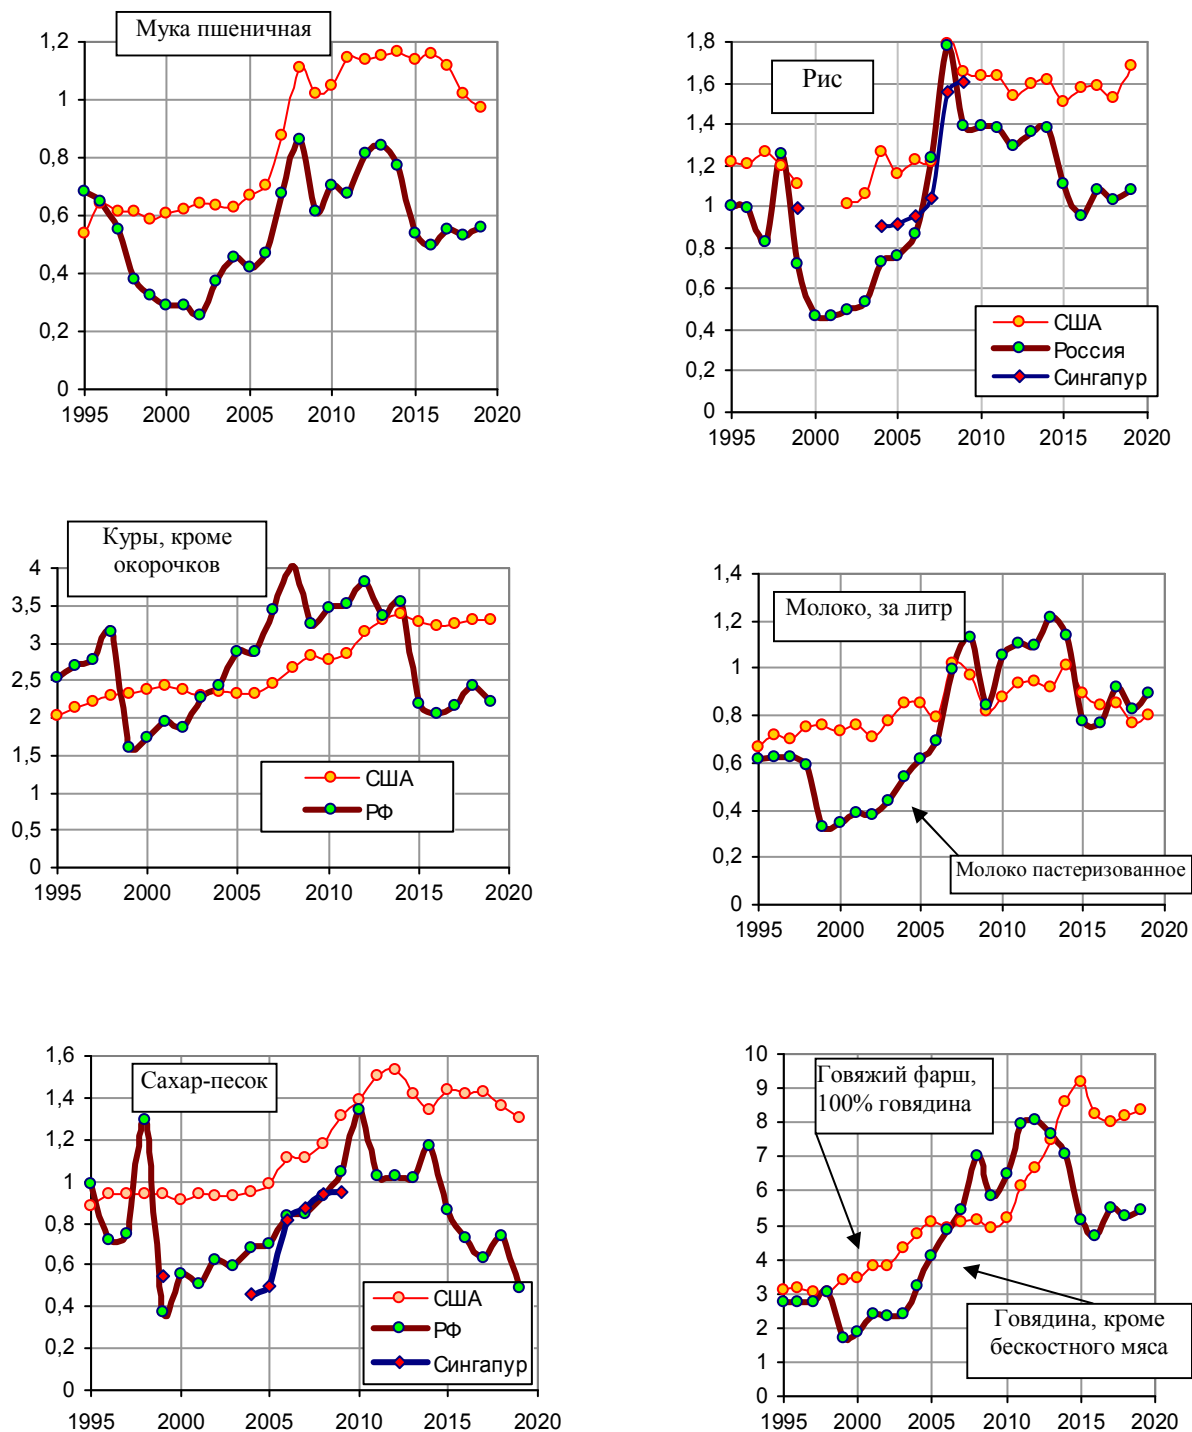 Мука пшеничная
1,2
1
0,8
0,6
0,4
0,2
0
1995 2000 2005 2010 2015 2020
Рис
1,8
1,6
1,4
1,2
1
0,8
0,6
0,4
0,2
0
США
Россия
Сингапур
1995 2000 2005 2010 2015 2020
Куры, кроме
окорочков
4
3,5
3
2,5
2
1,5
1
0,5
0
США
РФ
1995 2000 2005 2010 2015 2020
Молоко, за литр
1,4
1,2
1
0,8
0,6
0,4
0,2
0
Молоко пастеризованное
1995 2000 2005 2010 2015 2020
Сахар-песок
1,6
1,4
1,2
1
0,8
0,6
0,4
0,2
0
США
РФ
Сингапур
1995 2000 2005 2010 2015 2020
Говяжий фарш,
100% говядина
10
9
8
7
6
5
4
3
2
1
0
Говядина, кроме
бескостного мяса
1995 2000 2005 2010 2015 2020